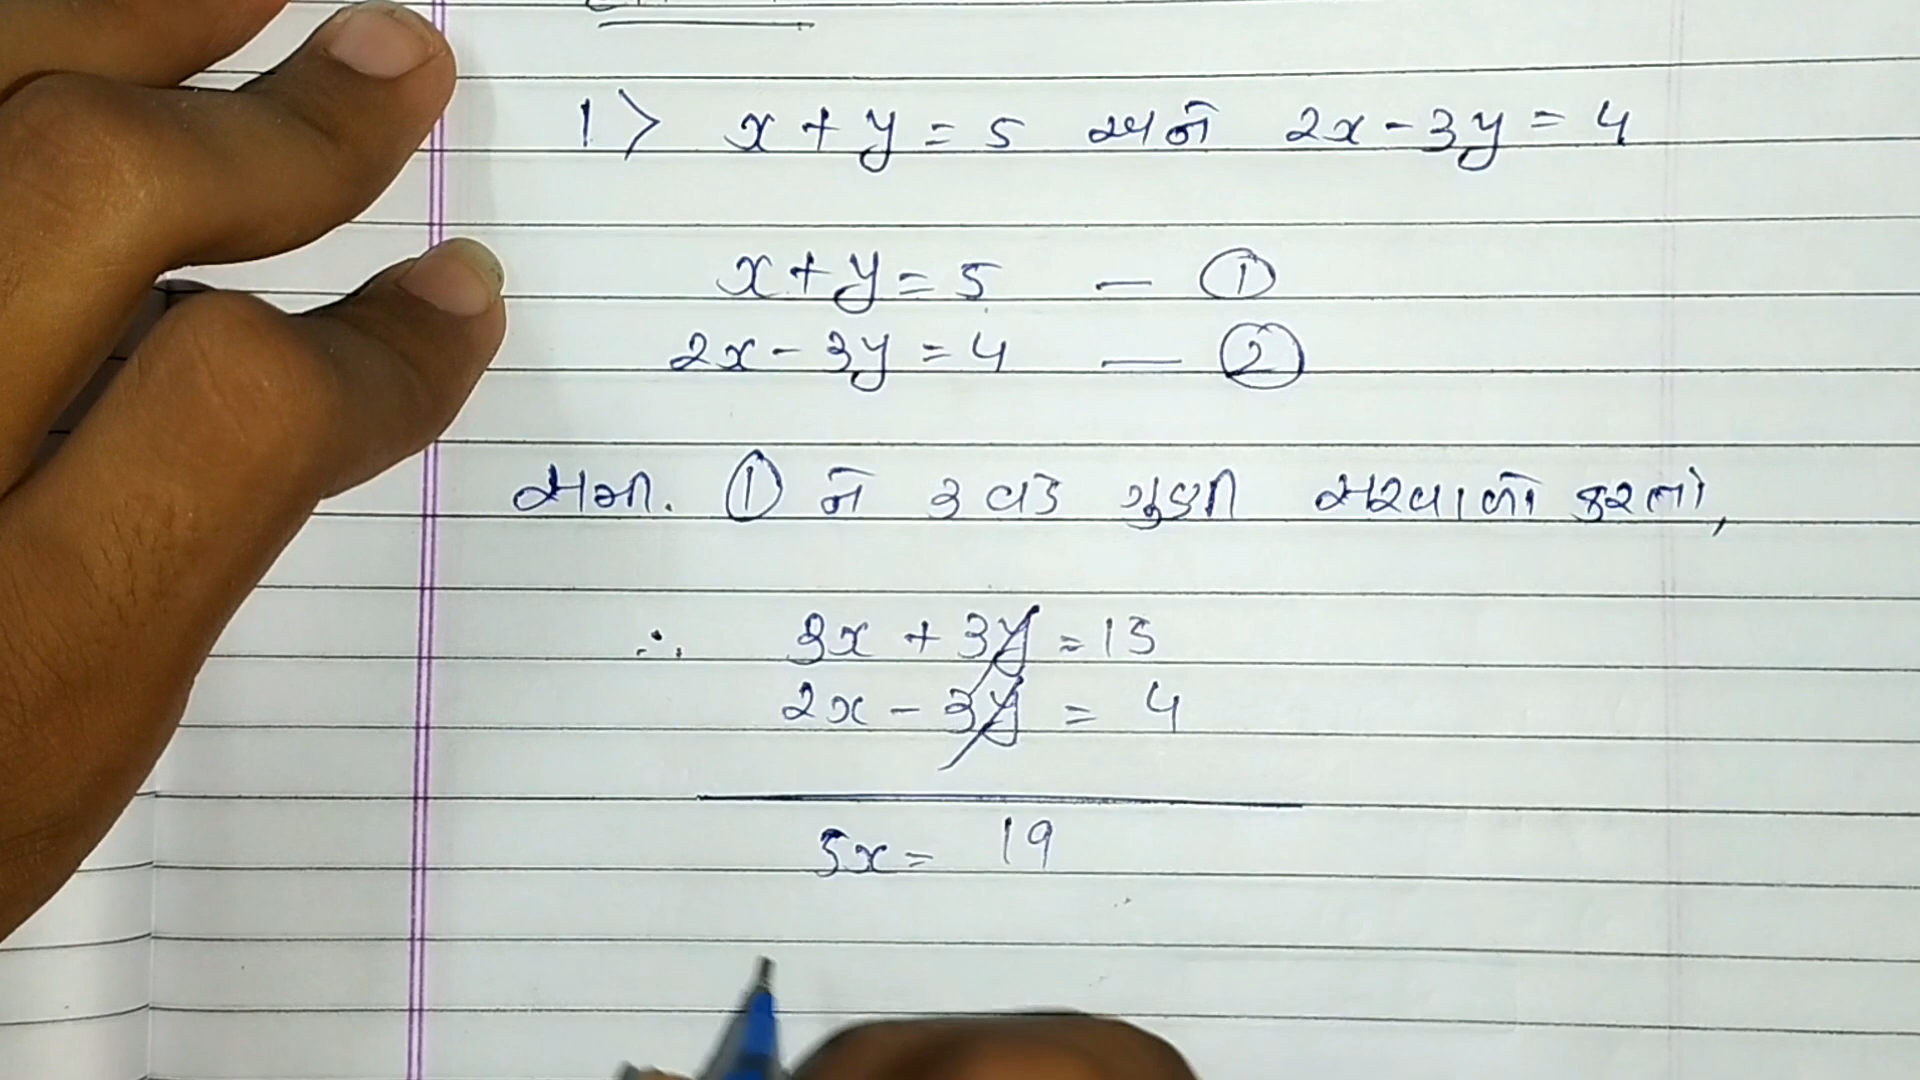 1> x + y = 5 અને 2x - 3y = 4
x + y = 5 — ①
2x - 3y = 4 — ②
સમી. ① ને 3 વડે ગુણી સરવાળો કરતાં,
∴ 3x + 3y = 15
2x - 3y = 4
5x = 19